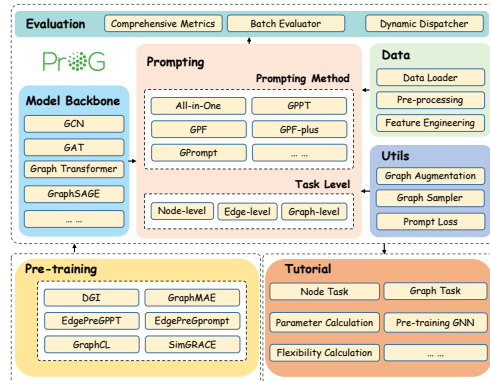 Evaluation
Comprehensive Metrics
Batch Evaluator
Dynamic Dispatcher
PrOG
Model Backbone
GCN
GAT
Graph Transformer
GraphSAGE
... ...
Prompting
Prompting Method
All-in-One
GPPT
GPF
GPF-plus
GPrompt
... ...
Task Level
Node-level
Edge-level
Graph-level
Data
Data Loader
Pre-processing
Feature Engineering
Utils
Graph Augmentation
Graph Sampler
Prompt Loss
Pre-training
DGI
GraphMAE
EdgePreGPPT
EdgePreGprompt
GraphCL
SimGRACE
Tutorial
Node Task
Graph Task
Parameter Calculation
Pre-training GNN
Flexibility Calculation
... ...